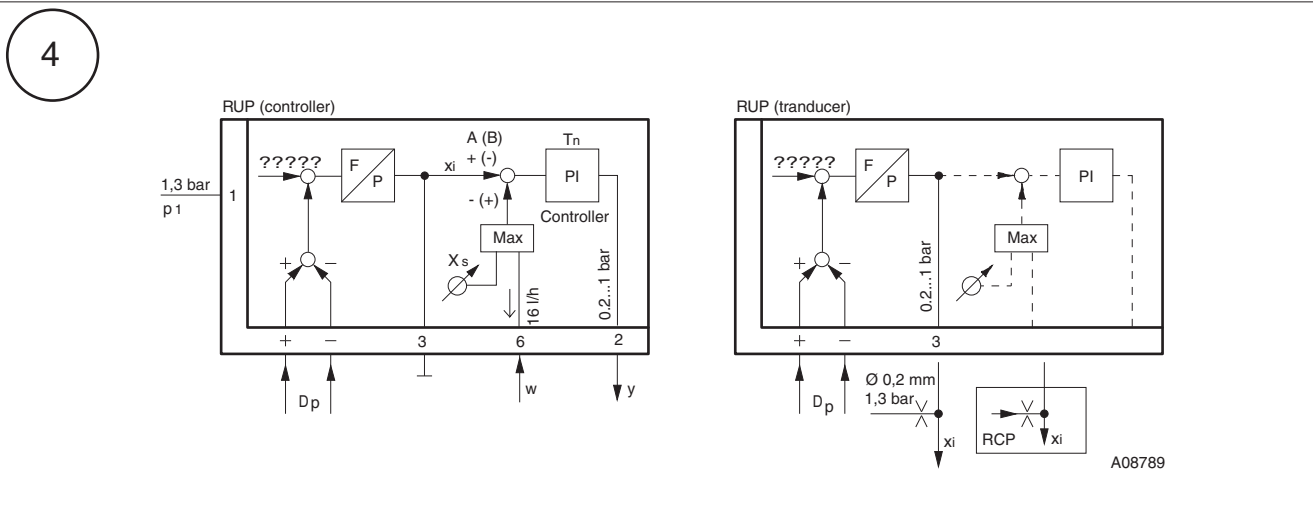 4
RUP (controller)
?????
F
P
xi
A (B)
+ (-)
- (+)
Tn
PI
Controller
Max
Xs
16 l/h
0.2...1 bar
1,3 bar
p1
1
+
−
+
−
3
6
2
Dp
w
y
RUP (tranducer)
?????
F
P
PI
Max
0.2...1 bar
+
−
+
−
3
Dp
Ø 0,2 mm
1,3 bar
xi
RCP
xi
A08789